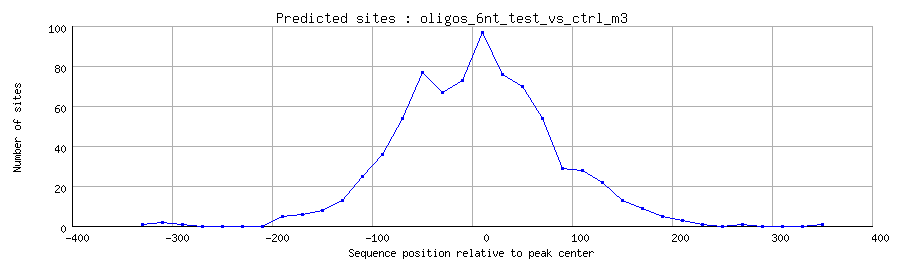 Predicted sites : oligos_6nt_test_vs_ctrl_m3
100
80
60
40
20
0
Number of sites
-400 -300 -200 -100 0 100 200 300 400
Sequence position relative to peak center